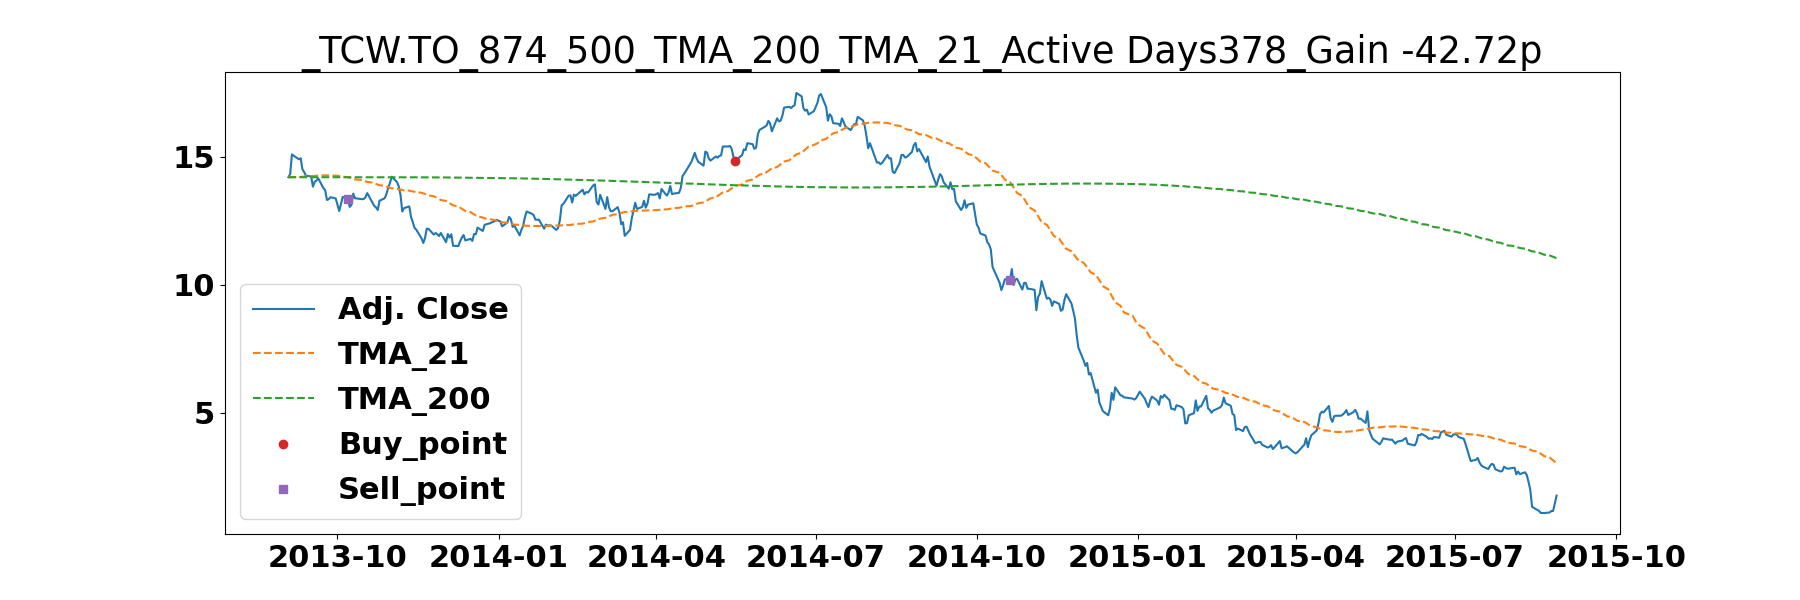 _TCW.TO_874_500_TMA_200_TMA_21_Active Days378_Gain -42.72p
15
10
5
Adj. Close
TMA_21
TMA_200
Buy_point
Sell_point
2013-10 2014-01 2014-04 2014-07 2014-10 2015-01 2015-04 2015-07 2015-10